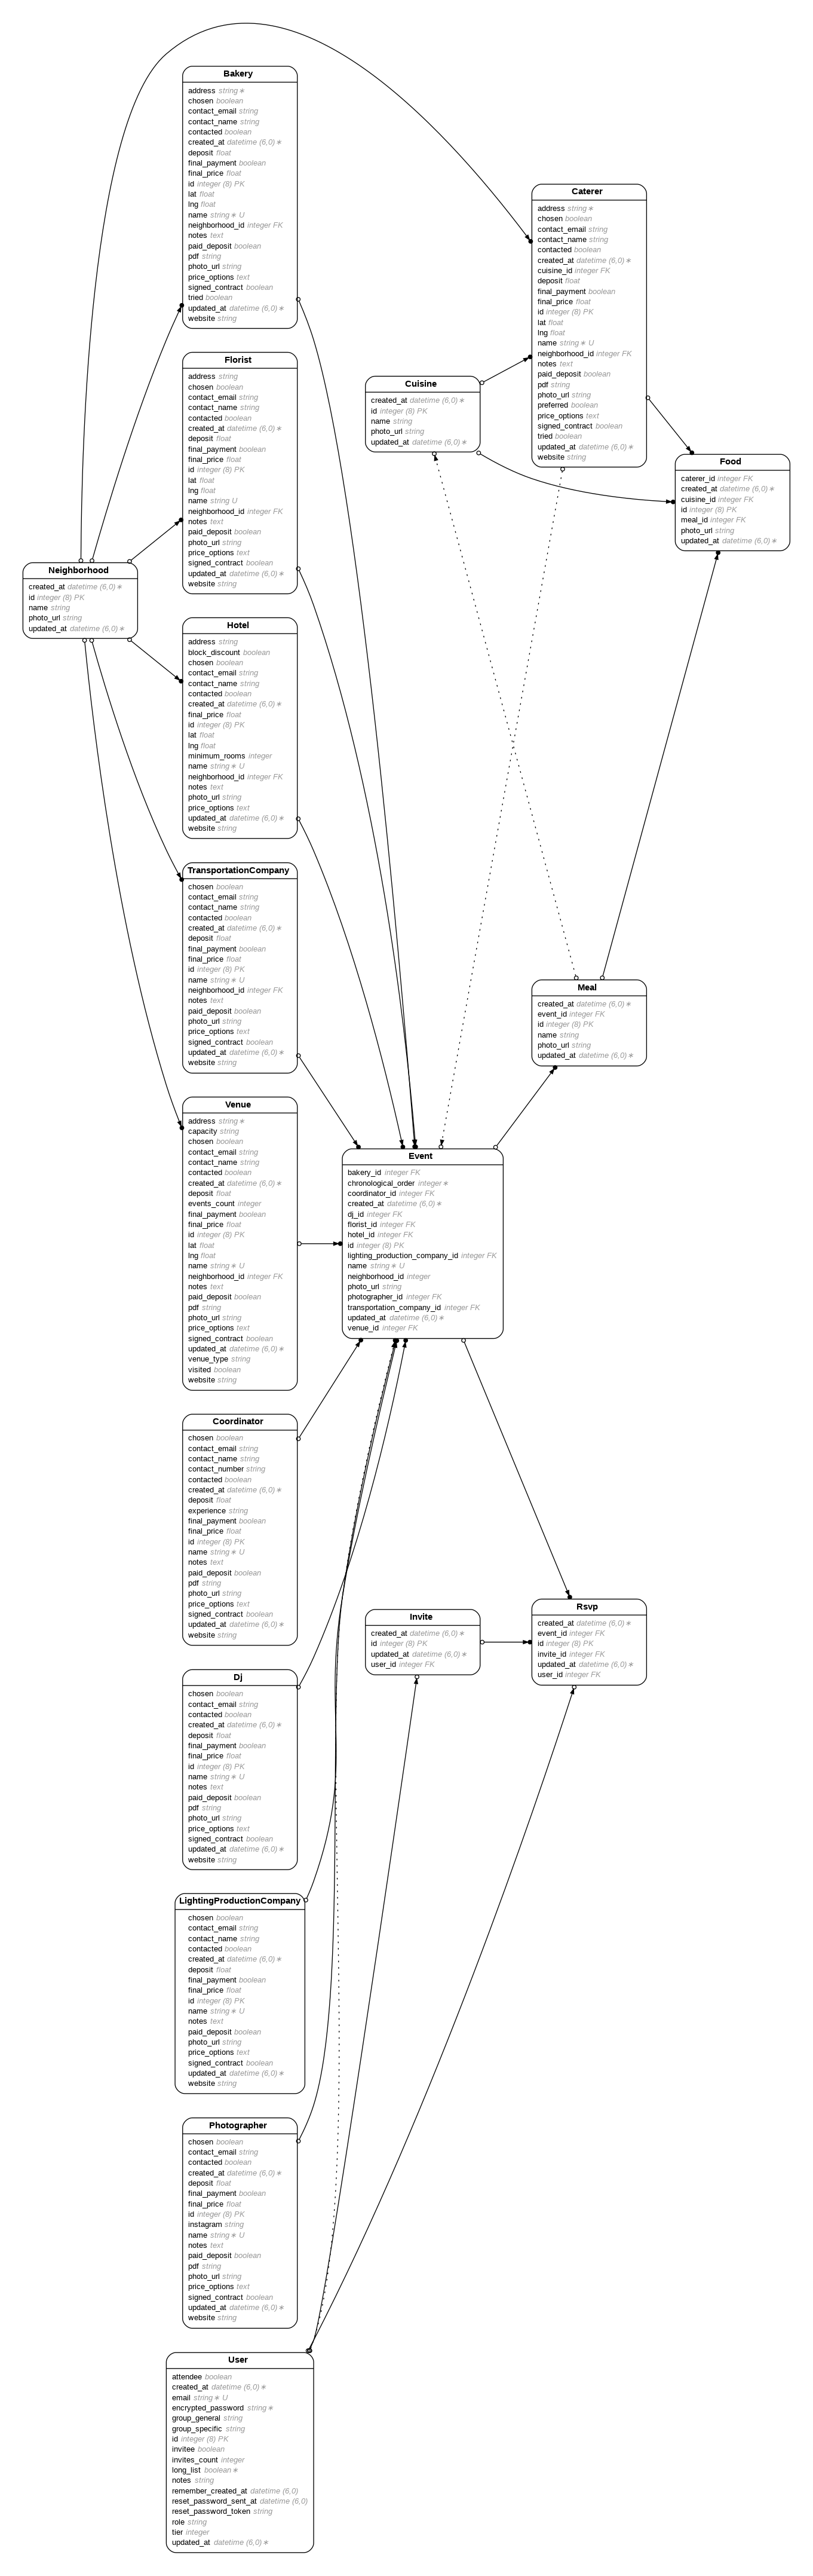 Bakery
address string∗
chosen boolean
contact_email string
contact_name string
contacted boolean
created_at datetime (6,0)∗
deposit float
final_payment boolean
final_price float
id integer (8) PK
lat float
lng float
name string∗ U
neighborhood_id integer FK
notes text
paid_deposit boolean
pdf string
photo_url string
price_options text
signed_contract boolean
tried boolean
updated_at datetime (6,0)∗
website string
Caterer
address string∗
chosen boolean
contact_email string
contact_name string
contacted boolean
created_at datetime (6,0)∗
cuisine_id integer FK
deposit float
final_payment boolean
final_price float
id integer (8) PK
lat float
lng float
name string∗ U
neighborhood_id integer FK
notes text
paid_deposit boolean
pdf string
photo_url string
preferred boolean
price_options text
signed_contract boolean
tried boolean
updated_at datetime (6,0)∗
website string
Florist
address string
chosen boolean
contact_email string
contact_name string
contacted boolean
created_at datetime (6,0)∗
deposit float
final_payment boolean
final_price float
id integer (8) PK
lat float
lng float
name string U
neighborhood_id integer FK
notes text
paid_deposit boolean
photo_url string
price_options text
signed_contract boolean
updated_at datetime (6,0)∗
website string
Cuisine
created_at datetime (6,0)∗
id integer (8) PK
name string
photo_url string
updated_at datetime (6,0)∗
Food
caterer_id integer FK
created_at datetime (6,0)∗
cuisine_id integer FK
id integer (8) PK
meal_id integer FK
photo_url string
updated_at datetime (6,0)∗
Neighborhood
created_at datetime (6,0)∗
id integer (8) PK
name string
photo_url string
updated_at datetime (6,0)∗
Hotel
address string
block_discount boolean
chosen boolean
contact_email string
contact_name string
contacted boolean
created_at datetime (6,0)∗
final_price float
id integer (8) PK
lat float
lng float
minimum_rooms integer
name string∗ U
neighborhood_id integer FK
notes text
photo_url string
price_options text
updated_at datetime (6,0)∗
website string
TransportationCompany
chosen boolean
contact_email string
contact_name string
contacted boolean
created_at datetime (6,0)∗
deposit float
final_payment boolean
final_price float
id integer (8) PK
name string∗ U
neighborhood_id integer FK
notes text
paid_deposit boolean
photo_url string
price_options text
signed_contract boolean
updated_at datetime (6,0)∗
website string
Meal
created_at datetime (6,0)∗
event_id integer FK
id integer (8) PK
name string
photo_url string
updated_at datetime (6,0)∗
Venue
address string∗
capacity string
chosen boolean
contact_email string
contact_name string
contacted boolean
created_at datetime (6,0)∗
deposit float
events_count integer
final_payment boolean
final_price float
id integer (8) PK
lat float
lng float
name string∗ U
neighborhood_id integer FK
notes text
paid_deposit boolean
pdf string
photo_url string
price_options text
signed_contract boolean
updated_at datetime (6,0)∗
venue_type string
visited boolean
website string
Event
bakery_id integer FK
chronological_order integer∗
coordinator_id integer FK
created_at datetime (6,0)∗
dj_id integer FK
florist_id integer FK
hotel_id integer FK
id integer (8) PK
lighting_production_company_id integer FK
name string∗ U
neighborhood_id integer
photo_url string
photographer_id integer FK
transportation_company_id integer FK
updated_at datetime (6,0)∗
venue_id integer FK
Coordinator
chosen boolean
contact_email string
contact_name string
contact_number string
contacted boolean
created_at datetime (6,0)∗
deposit float
experience string
final_payment boolean
final_price float
id integer (8) PK
name string∗ U
notes text
paid_deposit boolean
pdf string
photo_url string
price_options text
signed_contract boolean
updated_at datetime (6,0)∗
website string
Invite
created_at datetime (6,0)∗
id integer (8) PK
updated_at datetime (6,0)∗
user_id integer FK
Rsvp
created_at datetime (6,0)∗
event_id integer FK
id integer (8) PK
invite_id integer FK
updated_at datetime (6,0)∗
user_id integer FK
Dj
chosen boolean
contact_email string
contacted boolean
created_at datetime (6,0)∗
deposit float
final_payment boolean
final_price float
id integer (8) PK
name string∗ U
notes text
paid_deposit boolean
pdf string
photo_url string
price_options text
signed_contract boolean
updated_at datetime (6,0)∗
website string
LightingProductionCompany
chosen boolean
contact_email string
contact_name string
contacted boolean
created_at datetime (6,0)∗
deposit float
final_payment boolean
final_price float
id integer (8) PK
name string∗ U
notes text
paid_deposit boolean
photo_url string
price_options text
signed_contract boolean
updated_at datetime (6,0)∗
website string
Photographer
chosen boolean
contact_email string
contacted boolean
created_at datetime (6,0)∗
deposit float
final_payment boolean
final_price float
id integer (8) PK
instagram string
name string∗ U
notes text
paid_deposit boolean
pdf string
photo_url string
price_options text
signed_contract boolean
updated_at datetime (6,0)∗
website string
User
attendee boolean
created_at datetime (6,0)∗
email string∗ U
encrypted_password string∗
group_general string
group_specific string
id integer (8) PK
invitee boolean
invites_count integer
long_list boolean∗
notes string
remember_created_at datetime (6,0)
reset_password_sent_at datetime (6,0)
reset_password_token string
role string
tier integer
updated_at datetime (6,0)∗